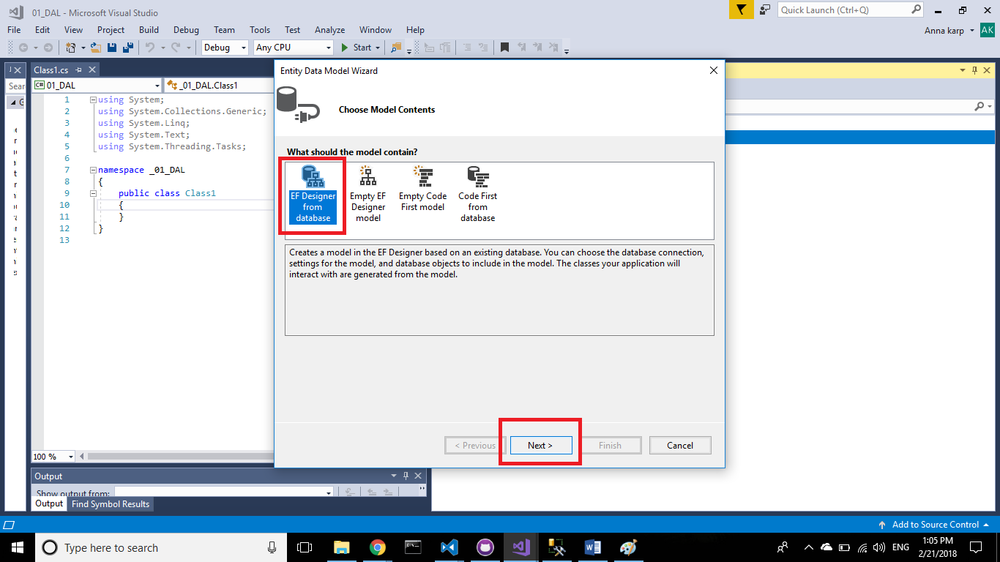 01_DAL - Microsoft Visual Studio
Quick Launch (Ctrl+Q)
File Edit View Project Build Debug Team Tools Test Analyze Window Help
Anna karp AK
Debug Any CPU Start
Class1.cs
Sear
C# 01_DAL _01_DAL.Class1
1 using System;
2 using System.Collections.Generic;
3 using System.Linq;
4 using System.Text;
5 using System.Threading.Tasks;
6
7 namespace _01_DAL
8 {
9 public class Class1
10 {
11 }
12 }
13
100 %
Entity Data Model Wizard
Choose Model Contents
What should the model contain?
EF Designer
from
database
Empty EF
Designer
model
Empty Code
First model
Code First
from
database
Creates a model in the EF Designer based on an existing database. You can choose the database connection,
settings for the model, and database objects to include in the model. The classes your application will
interact with are generated from the model.
< Previous Next > Finish Cancel
Output
Show output from:
Output Find Symbol Results
Add to Source Control
Type here to search
ENG
1:05 PM
2/21/2018